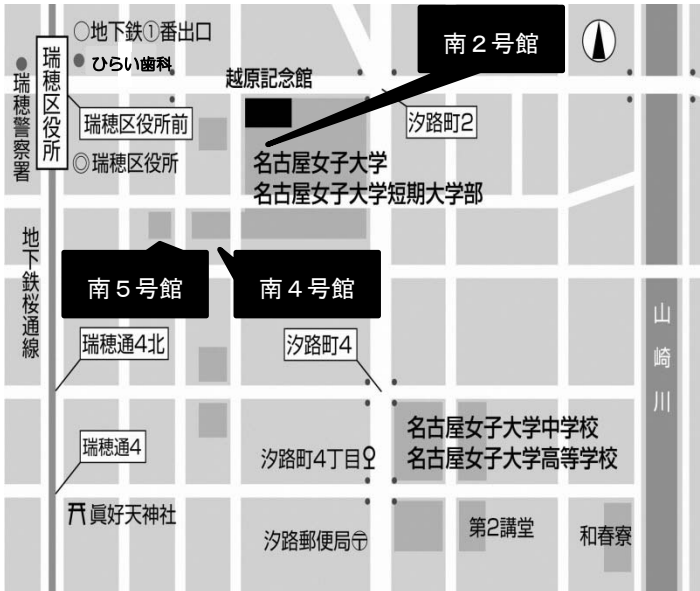 〇地下鉄①番出口
ひらい歯科
瑞穂区役所
瑞穂警察署
瑞穂区役所前
◎瑞穂区役所
越原記念館
南２号館
汐路町2
名古屋女子大学
名古屋女子大学短期大学部
地下鉄桜通線
南５号館
南４号館
瑞穂通4北
汐路町4
山崎川
瑞穂通4
汐路町4丁目
名古屋女子大学中学校
名古屋女子大学高等学校
眞好天神社
汐路郵便局〶
第2講堂
和春寮